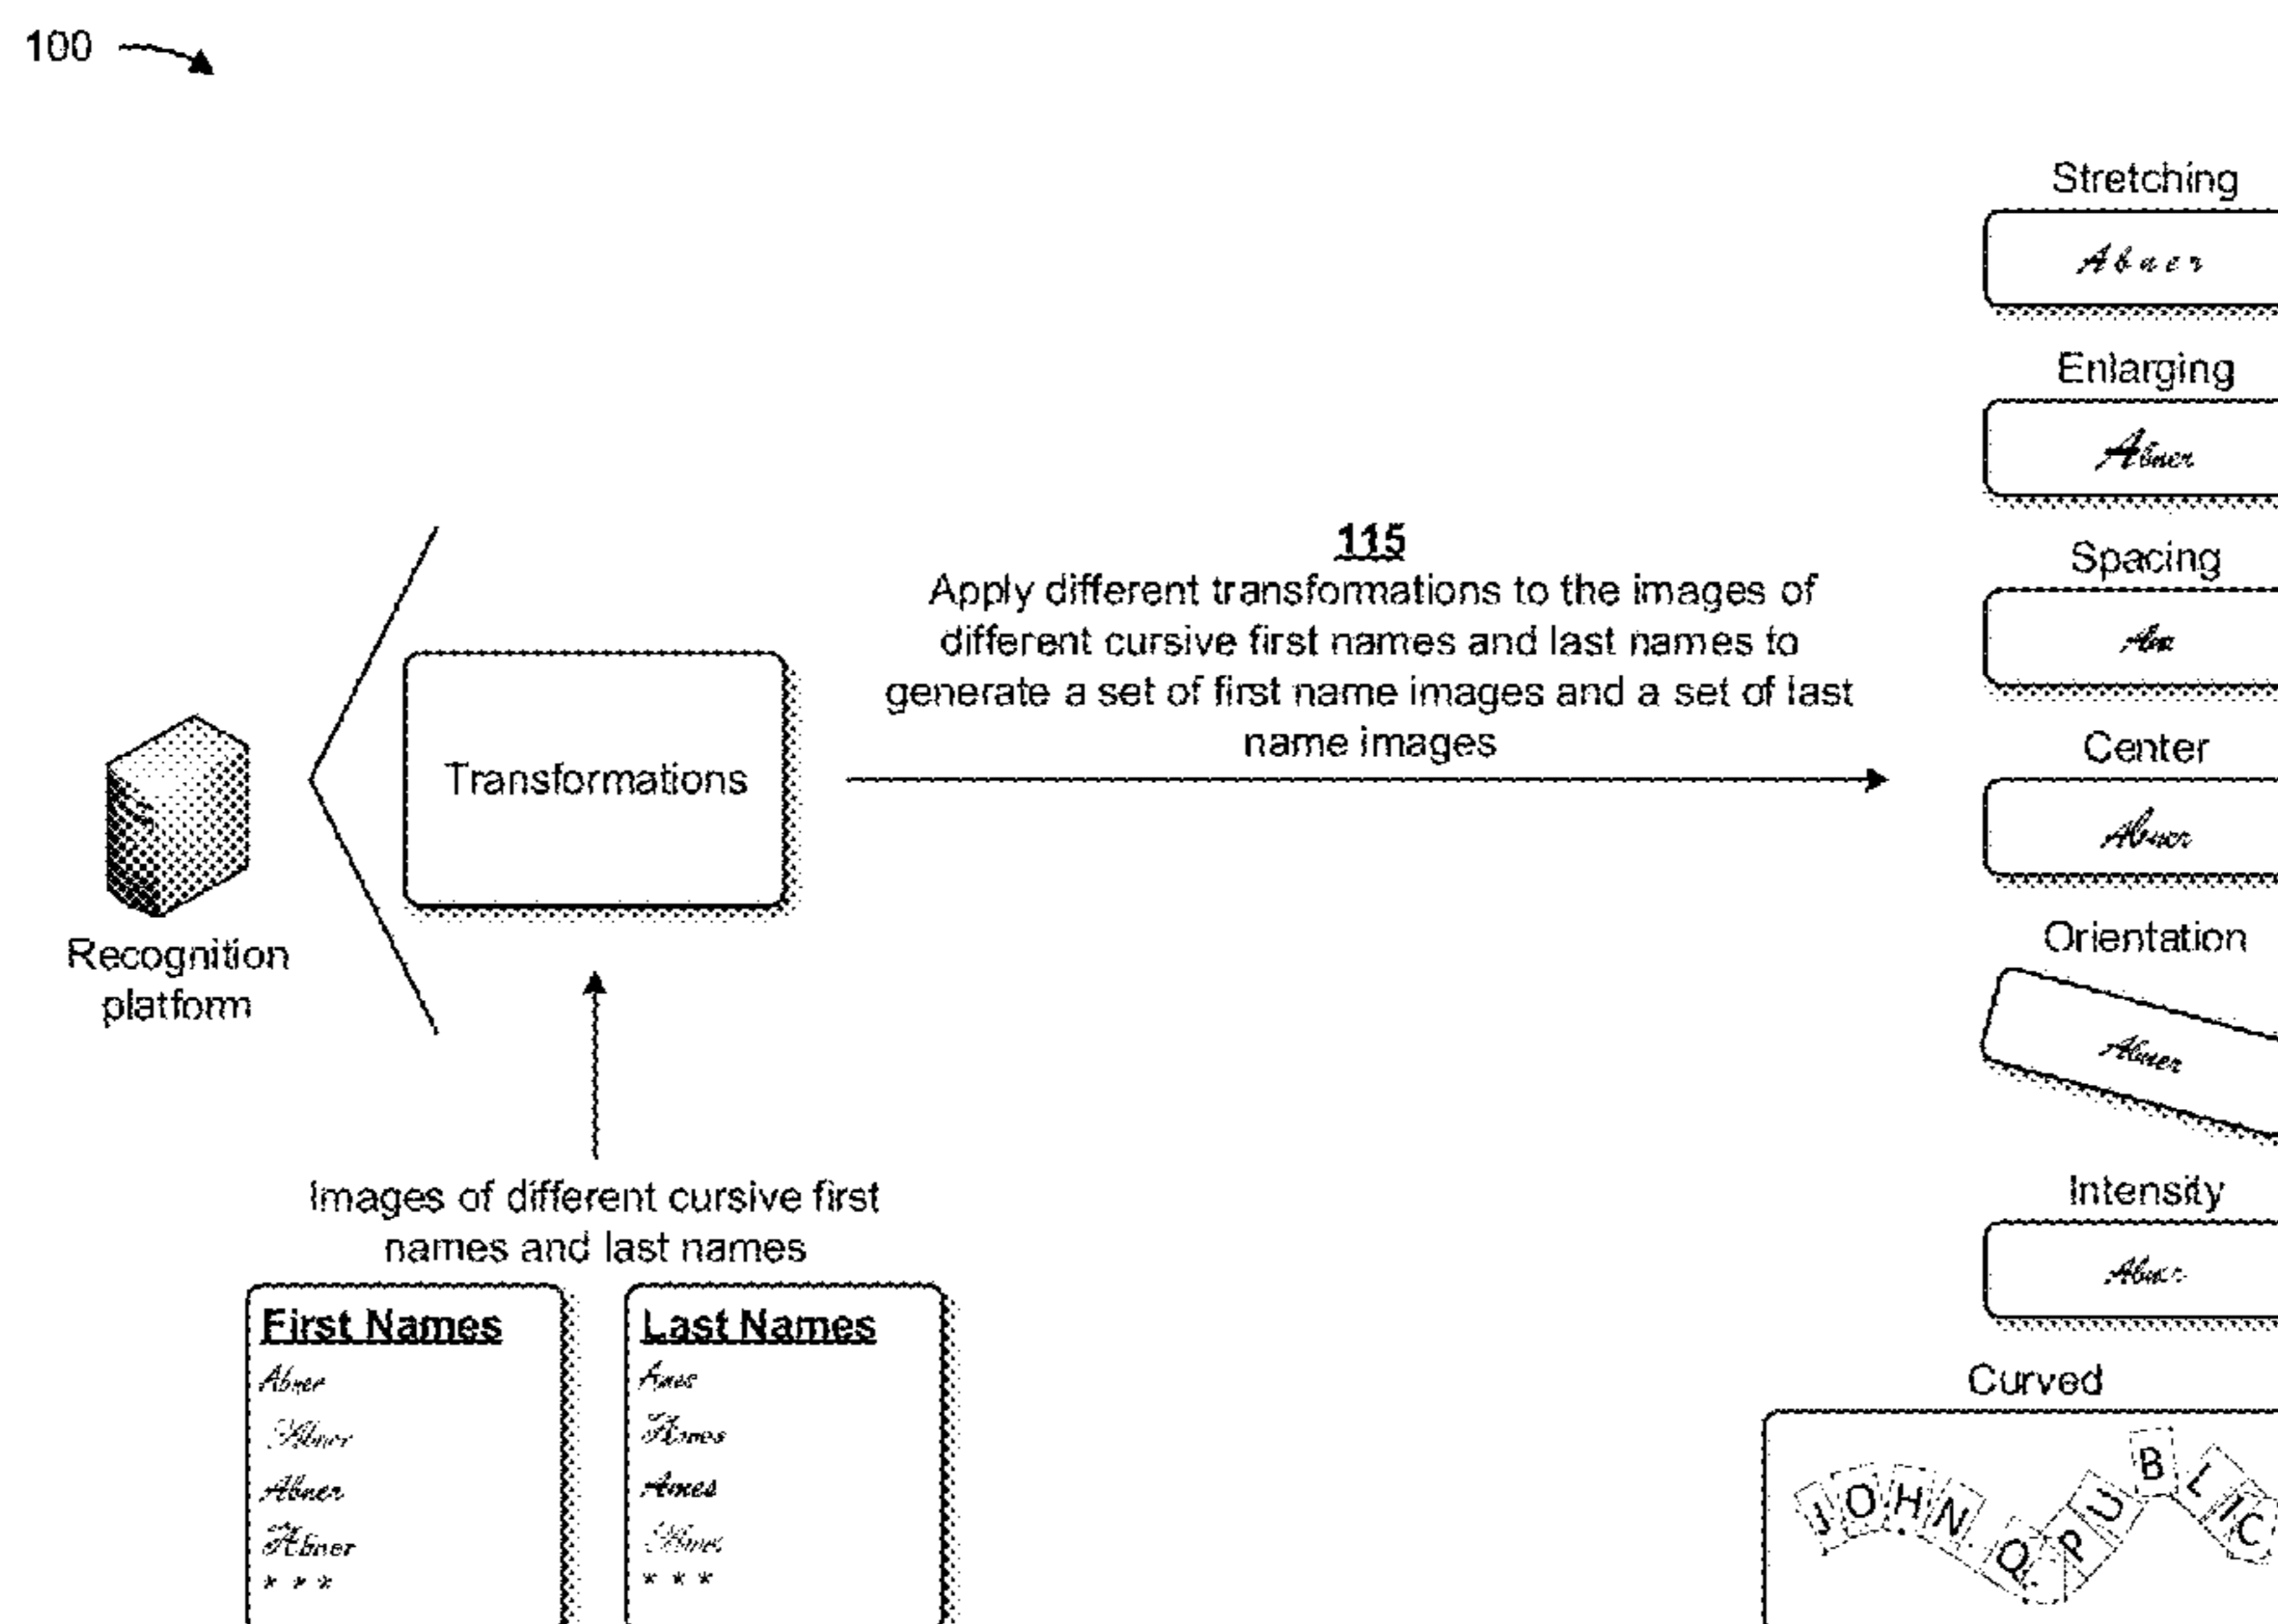 100
Stretching
Abner
Enlarging
Abner
115
Apply different transformations to the images of
different cursive first names and last names to
generate a set of first name images and a set of last
name images
Spacing
Center
Abner
Transformations
Recognition
platform
Orientation
Abner
Images of different cursive first
names and last names
Intensity
Abner
First Names
Abner
Abner
Abner
Abner
* * *
Last Names
Ames
Ames
Ames
Ames
* * *
Curved
JOHN. Q. PUBLIC